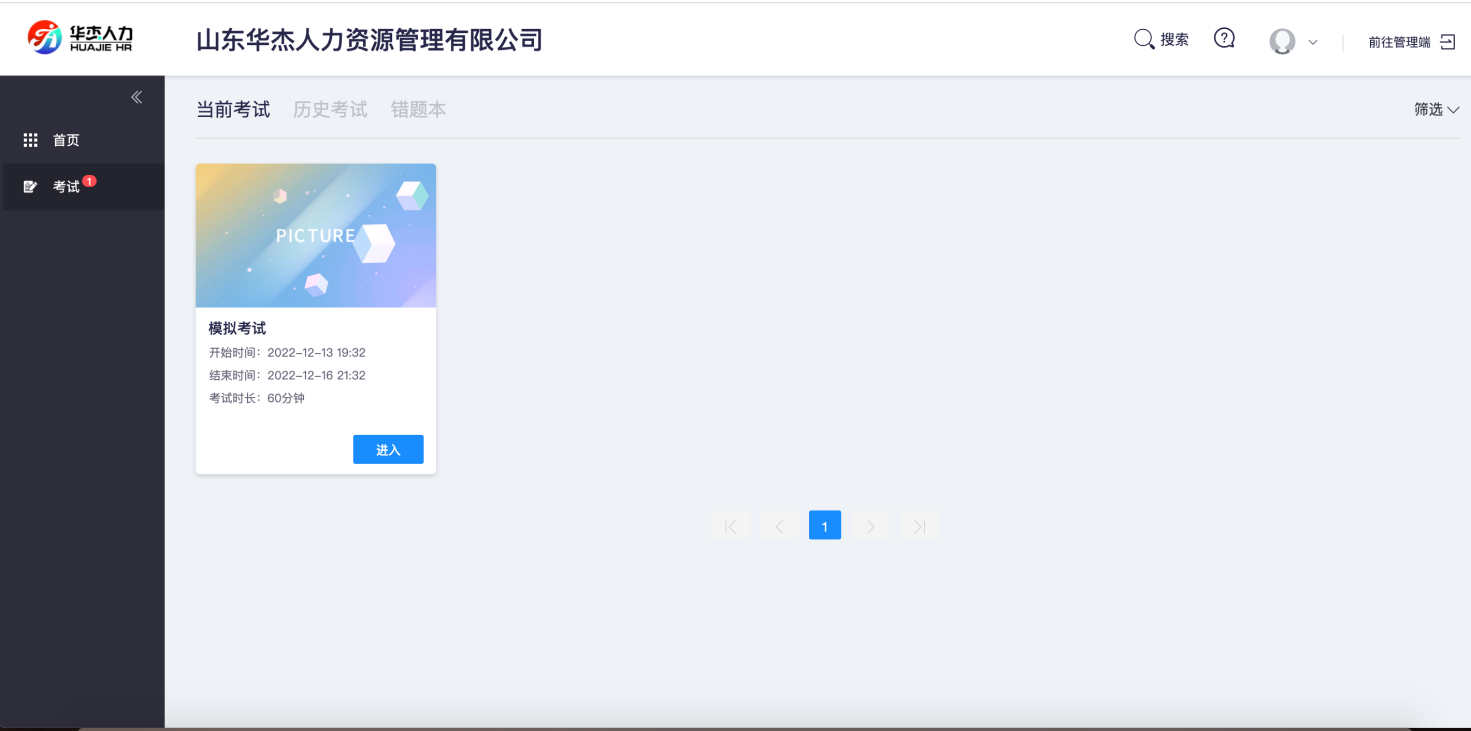 华杰人力
HUAJIE HR
山东华杰人力资源管理有限公司
搜索
前往管理端
当前考试 历史考试 错题本
筛选
首页
考试 1
PICTURE
模拟考试
开始时间：2022-12-13 19:32
结束时间：2022-12-16 21:32
考试时长：60分钟
进入
1